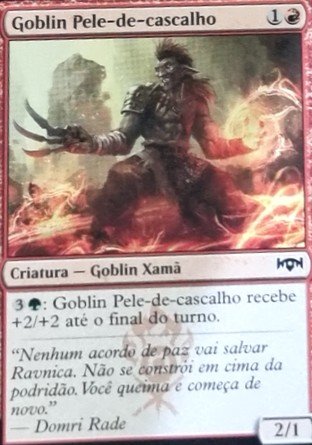 Goblin Pele-de-cascalho 1
Criatura — Goblin Xamã
3 : Goblin Pele-de-cascalho recebe
+2/+2 até o final do turno.
“Nenhum acordo de paz vai salvar
Ravnica. Não se constrói em cima da
podridão. Você queima e começa de
novo.”
— Domri Rade
2/1